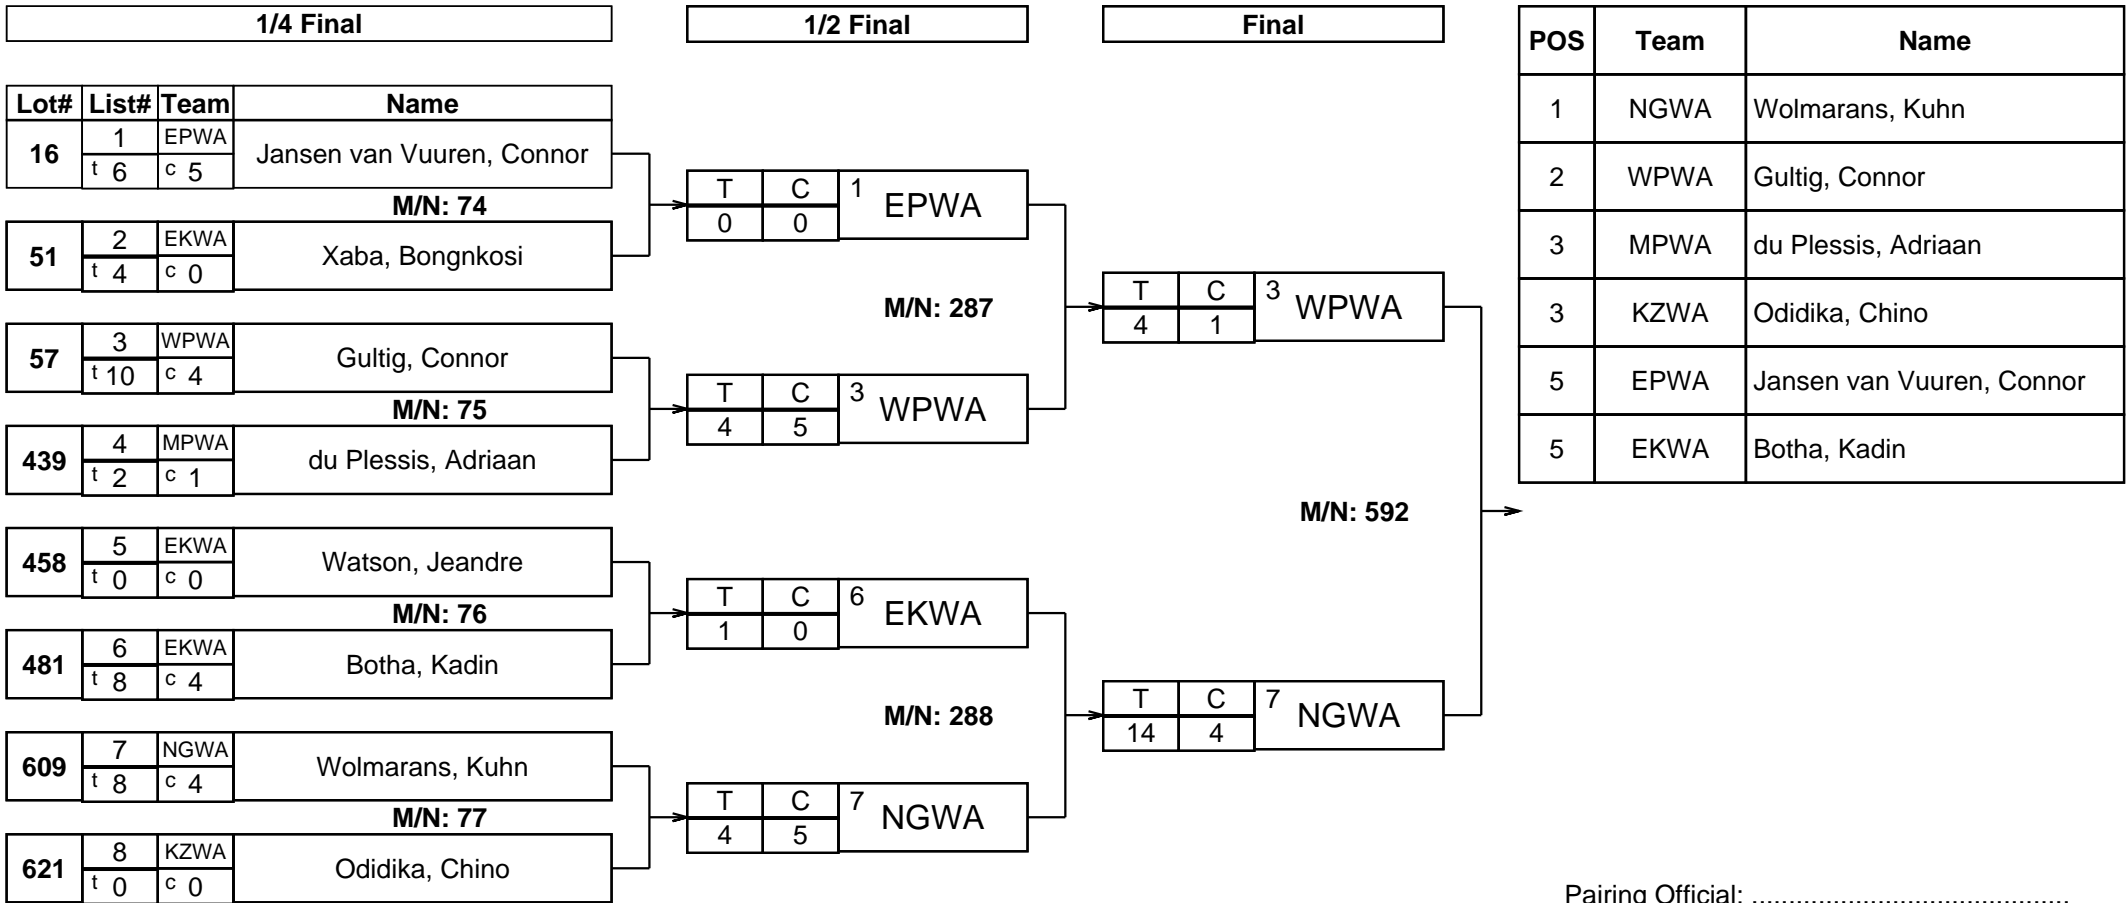 1/4 Final
1/2 Final
Final
Lot# List# Team Name
16 1 EPWA Jansen van Vuuren, Connor
t 6 c 5
M/N: 74
51 2 EKWA Xaba, Bongnkosi
t 4 c 0
57 3 WPWA Gultig, Connor
t 10 c 4
M/N: 75
439 4 MPWA du Plessis, Adriaan
t 2 c 1
458 5 EKWA Watson, Jeandre
t 0 c 0
M/N: 76
481 6 EKWA Botha, Kadin
t 8 c 4
609 7 NGWA Wolmarans, Kuhn
t 8 c 4
M/N: 77
621 8 KZWA Odidika, Chino
t 0 c 0
T C 1 EPWA
0 0
M/N: 287
T C 3 WPWA
4 5
T C 6 EKWA
1 0
M/N: 288
T C 7 NGWA
4 5
T C 3 WPWA
4 1
M/N: 592
T C 7 NGWA
14 4
POS Team Name
1 NGWA Wolmarans, Kuhn
2 WPWA Gultig, Connor
3 MPWA du Plessis, Adriaan
3 KZWA Odidika, Chino
5 EPWA Jansen van Vuuren, Connor
5 EKWA Botha, Kadin
Pairing Official: ..........................................